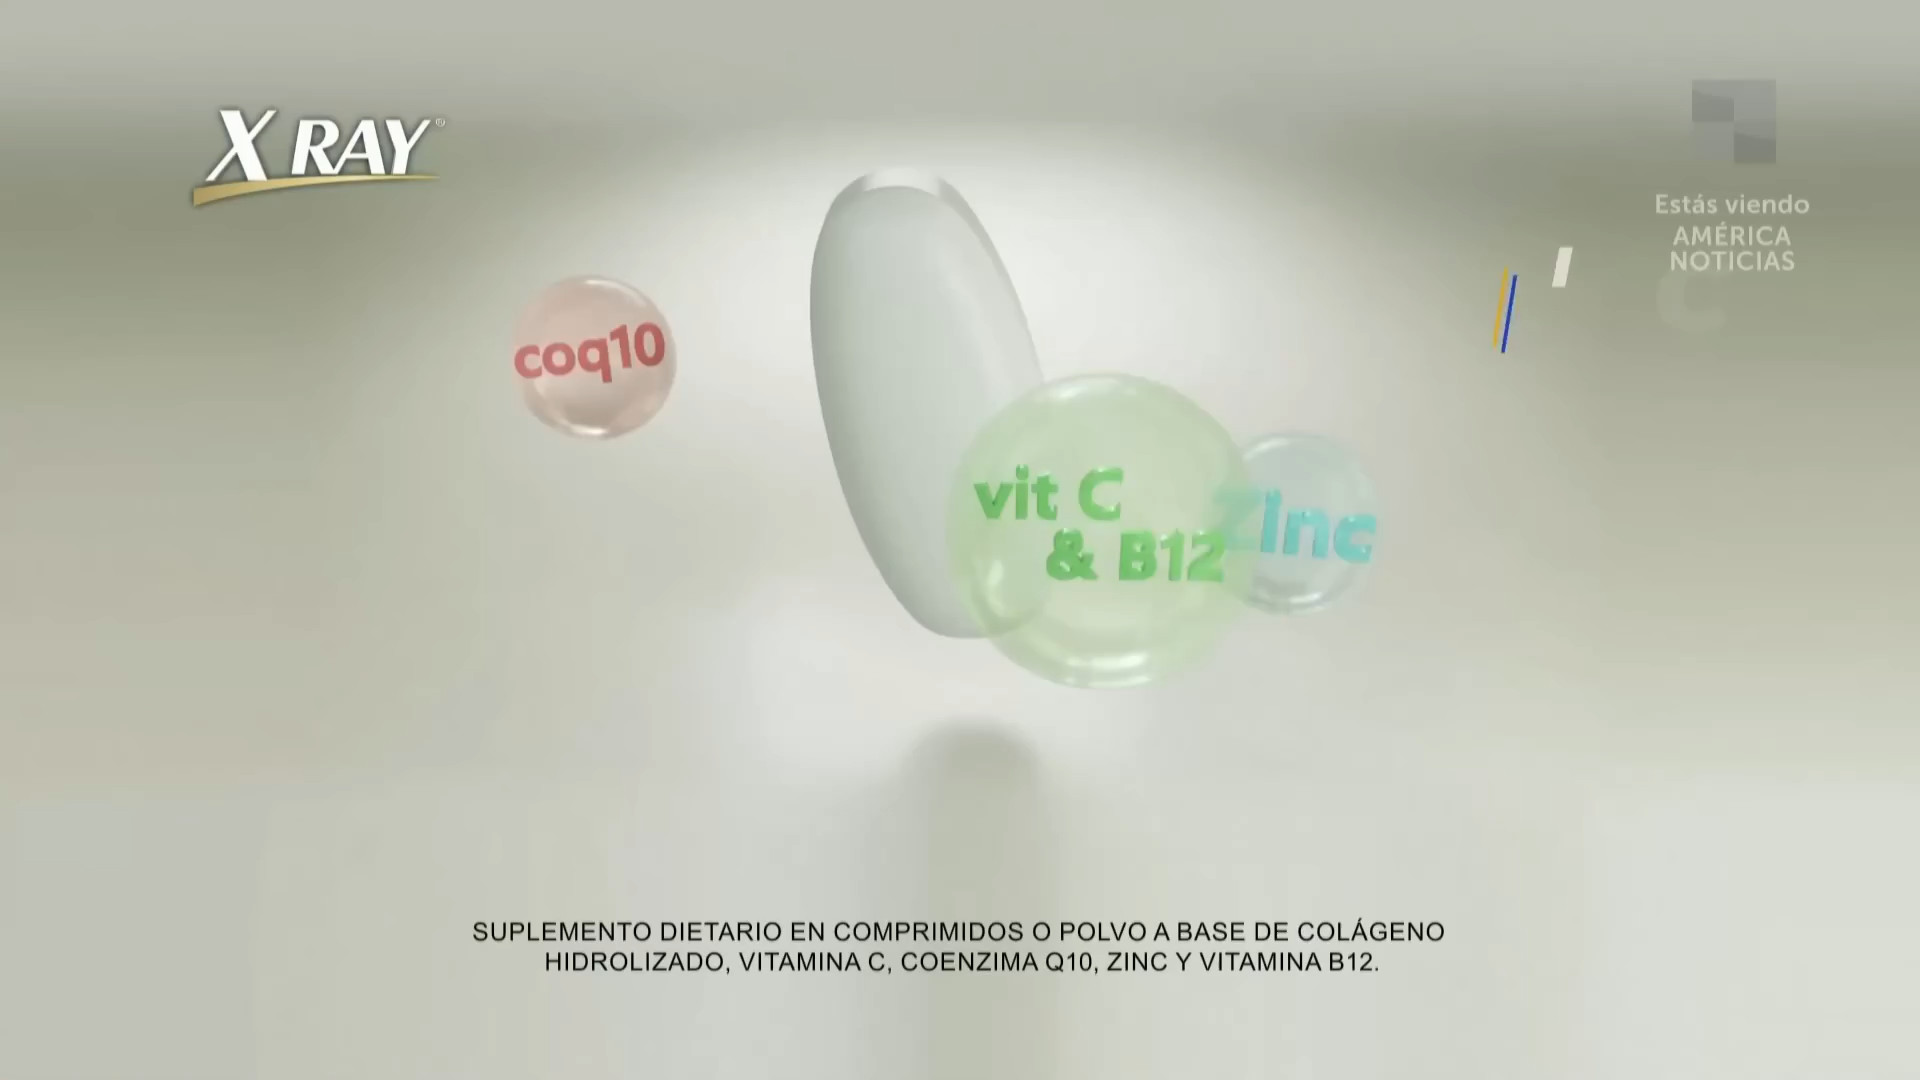 X RAY®
Estás viendo
AMÉRICA
NOTICIAS
C
coq10
vit C
& B12
Zinc
SUPLEMENTO DIETARIO EN COMPRIMIDOS O POLVO A BASE DE COLÁGENO
HIDROLIZADO, VITAMINA C, COENZIMA Q10, ZINC Y VITAMINA B12.